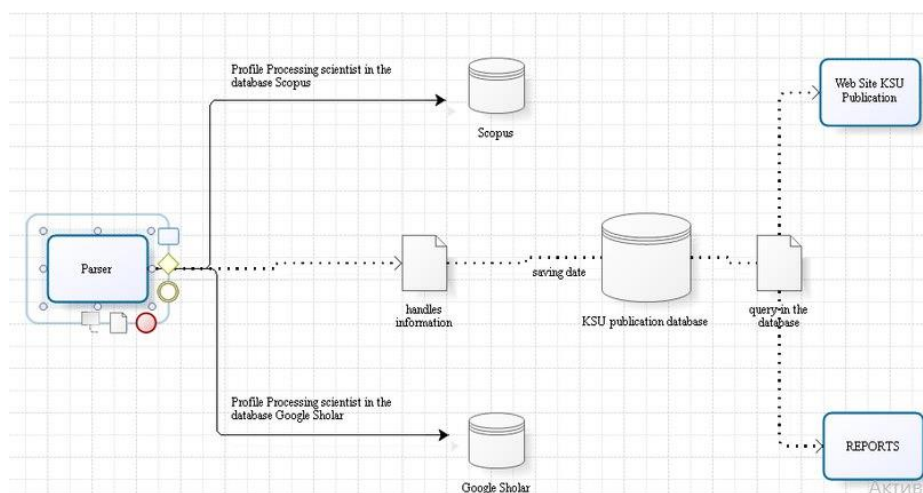 Profile Processing scientist in the
database Scopus
Scopus
Web Site KSU
Publication
Parser
handles
information
saving date
KSU publication database
query-in the
database
Profile Processing scientist in the
database Google Sholar
Google Sholar
REPORTS